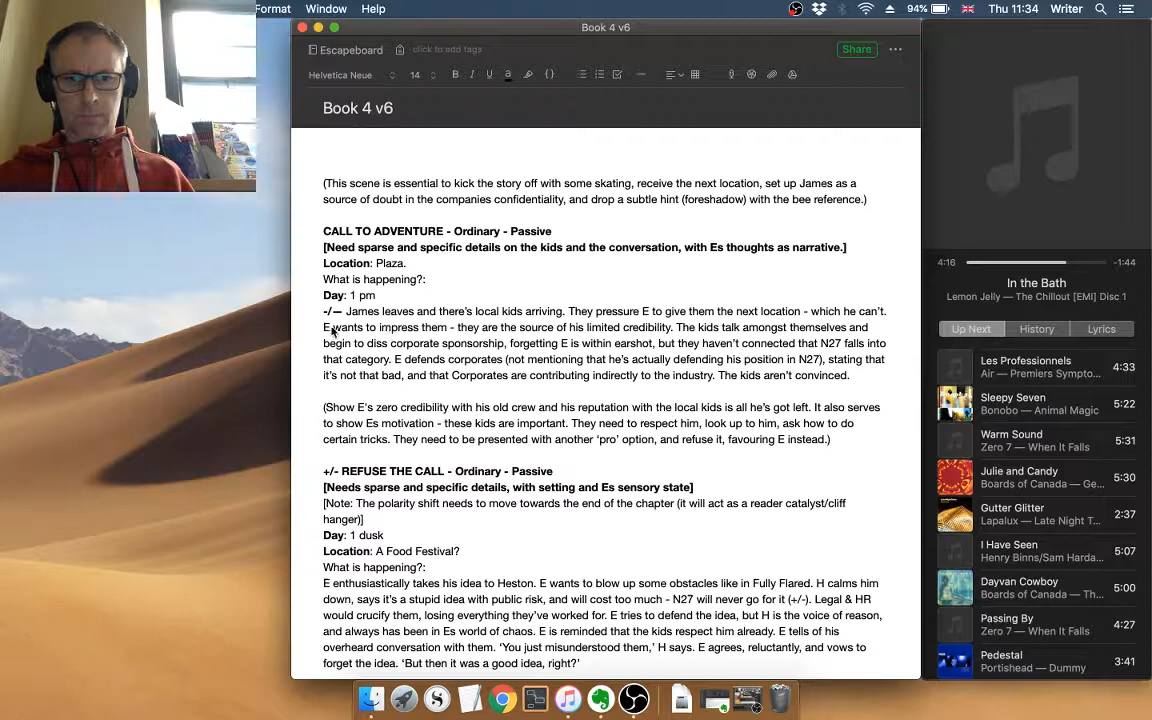 Format Window Help 94% Thu 11:34 Writer
Book 4 v6
Escapeboard click to add tags Share
Helvetica Neue 14 B I U a
Book 4 v6
(This scene is essential to kick the story off with some skating, receive the next location, set up James as a
source of doubt in the companies confidentiality, and drop a subtle hint (foreshadow) with the bee reference.)
CALL TO ADVENTURE - Ordinary - Passive
[Need sparse and specific details on the kids and the conversation, with Es thoughts as narrative.]
Location: Plaza.
What is happening?:
Day: 1 pm
-/— James leaves and there's local kids arriving. They pressure E to give them the next location - which he can't.
E wants to impress them - they are the source of his limited credibility. The kids talk amongst themselves and
begin to diss corporate sponsorship, forgetting E is within earshot, but they haven't connected that N27 falls into
that category. E defends corporates (not mentioning that he's actually defending his position in N27), stating that
it's not that bad, and that Corporates are contributing indirectly to the industry. The kids aren't convinced.
(Show E's zero credibility with his old crew and his reputation with the local kids is all he's got left. It also serves
to show Es motivation - these kids are important. They need to respect him, look up to him, ask how to do
certain tricks. They need to be presented with another 'pro' option, and refuse it, favouring E instead.)
+/- REFUSE THE CALL - Ordinary - Passive
[Needs sparse and specific details, with setting and Es sensory state]
[Note: The polarity shift needs to move towards the end of the chapter (it will act as a reader catalyst/cliff
hanger)]
Day: 1 dusk
Location: A Food Festival?
What is happening?:
E enthusiastically takes his idea to Heston. E wants to blow up some obstacles like in Fully Flared. H calms him
down, says it's a stupid idea with public risk, and will cost too much - N27 will never go for it (+/-). Legal & HR
would crucify them, losing everything they've worked for. E tries to defend the idea, but H is the voice of reason,
and always has been in Es world of chaos. E is reminded that the kids respect him already. E tells of his
overheard conversation with them. 'You just misunderstood them,' H says. E agrees, reluctantly, and vows to
forget the idea. 'But then it was a good idea, right?'
4:16 -1:44
In the Bath
Lemon Jelly — The Chillout [EMI] Disc 1
Up Next History Lyrics
Les Professionnels
Air — Premiers Sympto... 4:33
Sleepy Seven
Bonobo — Animal Magic 5:22
Warm Sound
Zero 7 — When It Falls 5:31
Julie and Candy
Boards of Canada — Ge... 5:30
Gutter Glitter
Lapalux — Late Night T... 2:37
I Have Seen
Henry Binns/Sam Harda... 5:07
Dayvan Cowboy
Boards of Canada — Th... 5:00
Passing By
Zero 7 — When It Falls 4:27
Pedestal
Portishead — Dummy 3:41